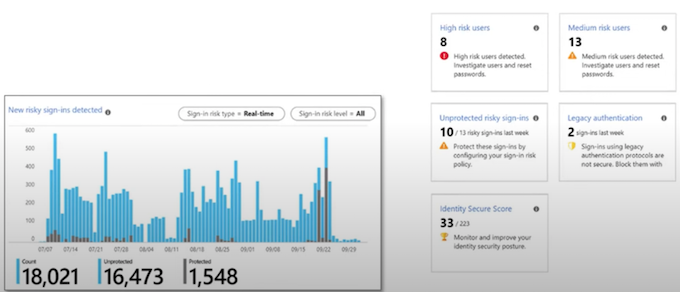 New risky sign-ins detected
Sign-in risk type = Real-time
Sign-in risk level = All
600
500
400
300
200
100
0
07/07 07/14 07/21 07/28 08/04 08/11 08/18 08/25 09/01 09/08 09/15 09/22 09/29
Count
18,021
Unprotected
16,473
Protected
1,548
High risk users
8
High risk users detected.
Investigate users and reset
passwords.
Medium risk users
13
Medium risk users detected.
Investigate users and reset
passwords.
Unprotected risky sign-ins
10 / 13 risky sign-ins last week
Protect these sign-ins by
configuring your sign-in risk
policy.
Legacy authentication
2 sign-ins last week
Sign-ins using legacy
authentication protocols are
not secure. Block them with
Identity Secure Score
33 / 223
Monitor and improve your
identity security posture.